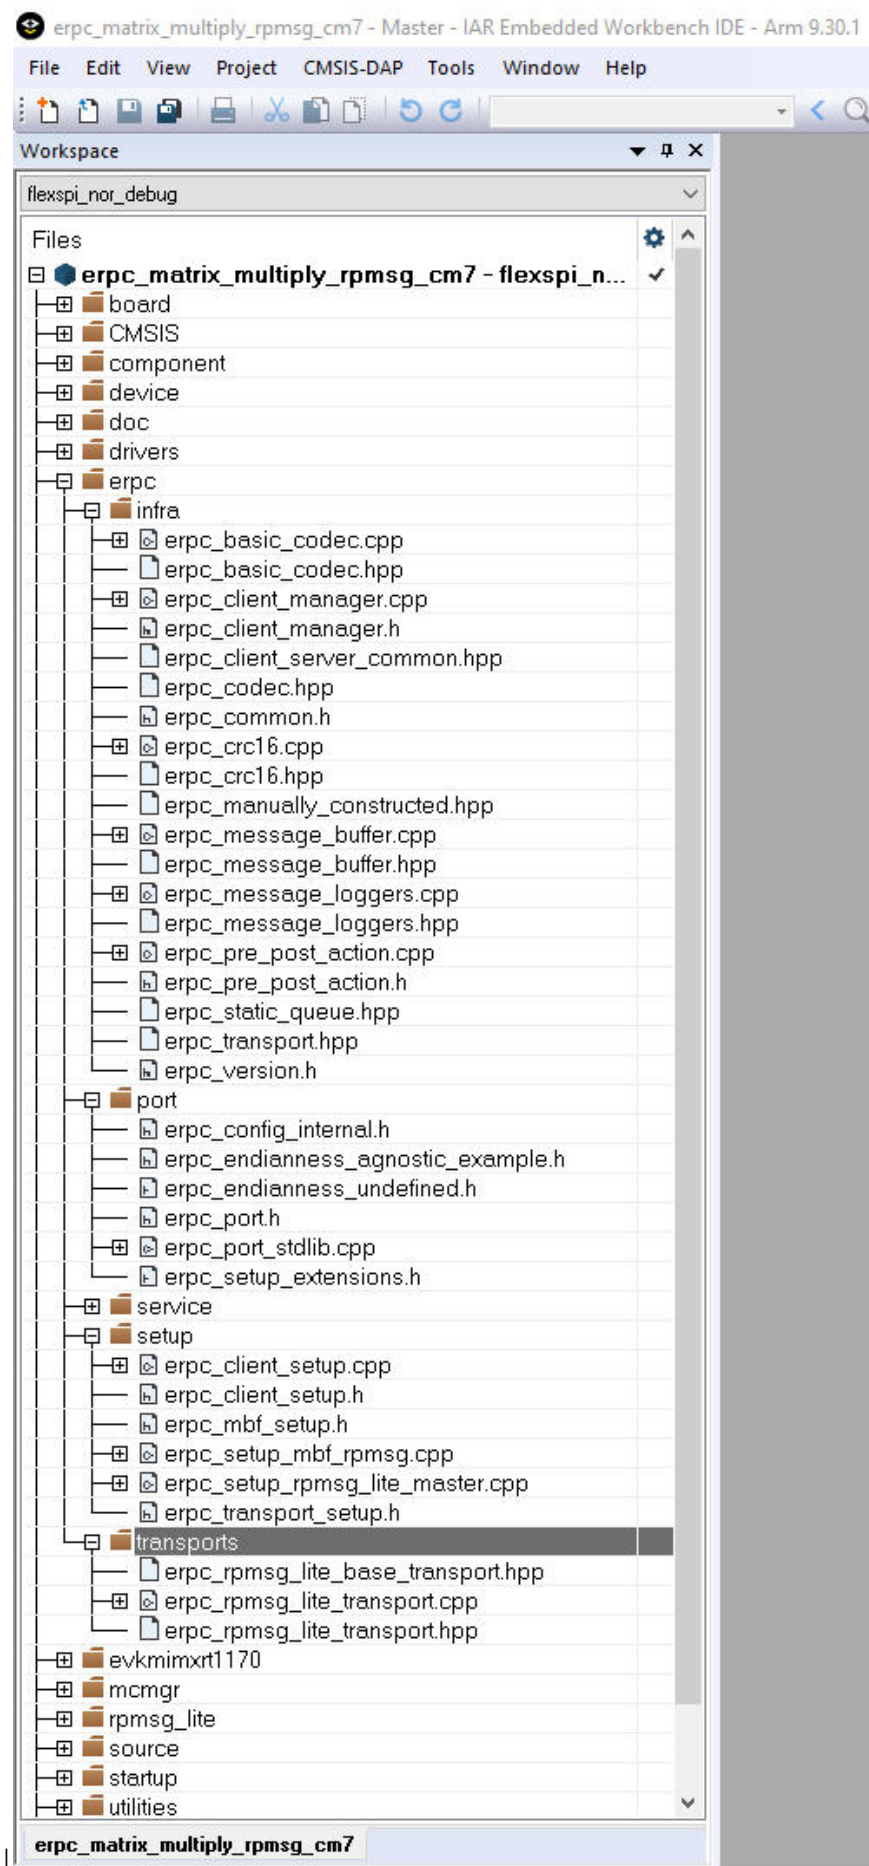 erpc_matrix_multiply_rpmsg_cm7 - Master - IAR Embedded Workbench IDE - Arm 9.30.1
File Edit View Project CMSIS-DAP Tools Window Help
Workspace
flexspi_nor_debug
Files
erpc_matrix_multiply_rpmsg_cm7 - flexspi_n...
board
CMSIS
component
device
doc
drivers
erpc
infra
erpc_basic_codec.cpp
erpc_basic_codec.hpp
erpc_client_manager.cpp
erpc_client_manager.h
erpc_client_server_common.hpp
erpc_codec.hpp
erpc_common.h
erpc_crc16.cpp
erpc_crc16.hpp
erpc_manually_constructed.hpp
erpc_message_buffer.cpp
erpc_message_buffer.hpp
erpc_message_loggers.cpp
erpc_message_loggers.hpp
erpc_pre_post_action.cpp
erpc_pre_post_action.h
erpc_static_queue.hpp
erpc_transport.hpp
erpc_version.h
port
erpc_config_internal.h
erpc_endianness_agnostic_example.h
erpc_endianness_undefined.h
erpc_port.h
erpc_port_stdlib.cpp
erpc_setup_extensions.h
service
setup
erpc_client_setup.cpp
erpc_client_setup.h
erpc_mbf_setup.h
erpc_setup_mbf_rpmsg.cpp
erpc_setup_rpmsg_lite_master.cpp
erpc_transport_setup.h
transports
erpc_rpmsg_lite_base_transport.hpp
erpc_rpmsg_lite_transport.cpp
erpc_rpmsg_lite_transport.hpp
evkmimxrt1170
mcmgr
rpmsg_lite
source
startup
utilities
erpc_matrix_multiply_rpmsg_cm7